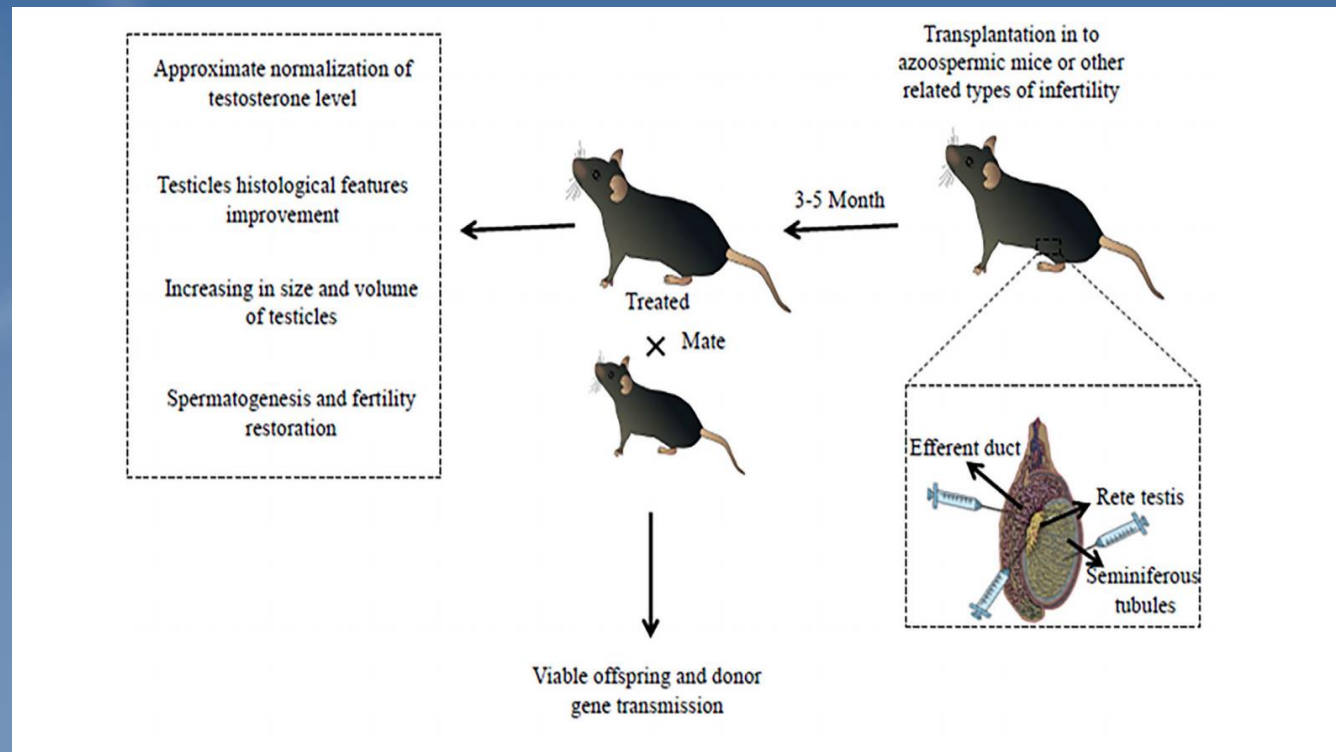 Approximate normalization of
testosterone level
Testicles histological features
improvement
Increasing in size and volume
of testicles
Spermatogenesis and fertility
restoration
Transplantation in to
azoospermic mice or other
related types of infertility
3-5 Month
Treated
× Mate
Efferent duct
Rete testis
Seminiferous
tubules
Viable offspring and donor
gene transmission